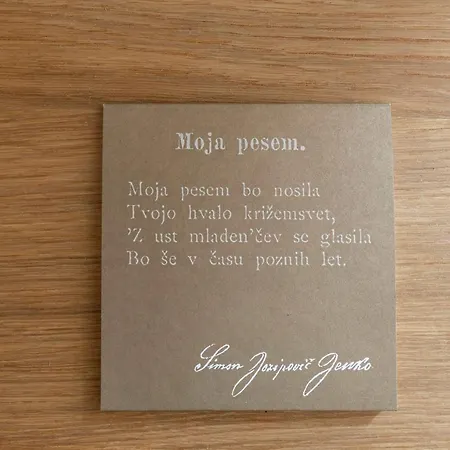 Moja pesem.
Moja pesem bo nosila
Tvojo hvalo križemsvet,
'Z ust mladen'čev se glasila
Bo še v času poznih let.
Simon Jozipovič Jenko